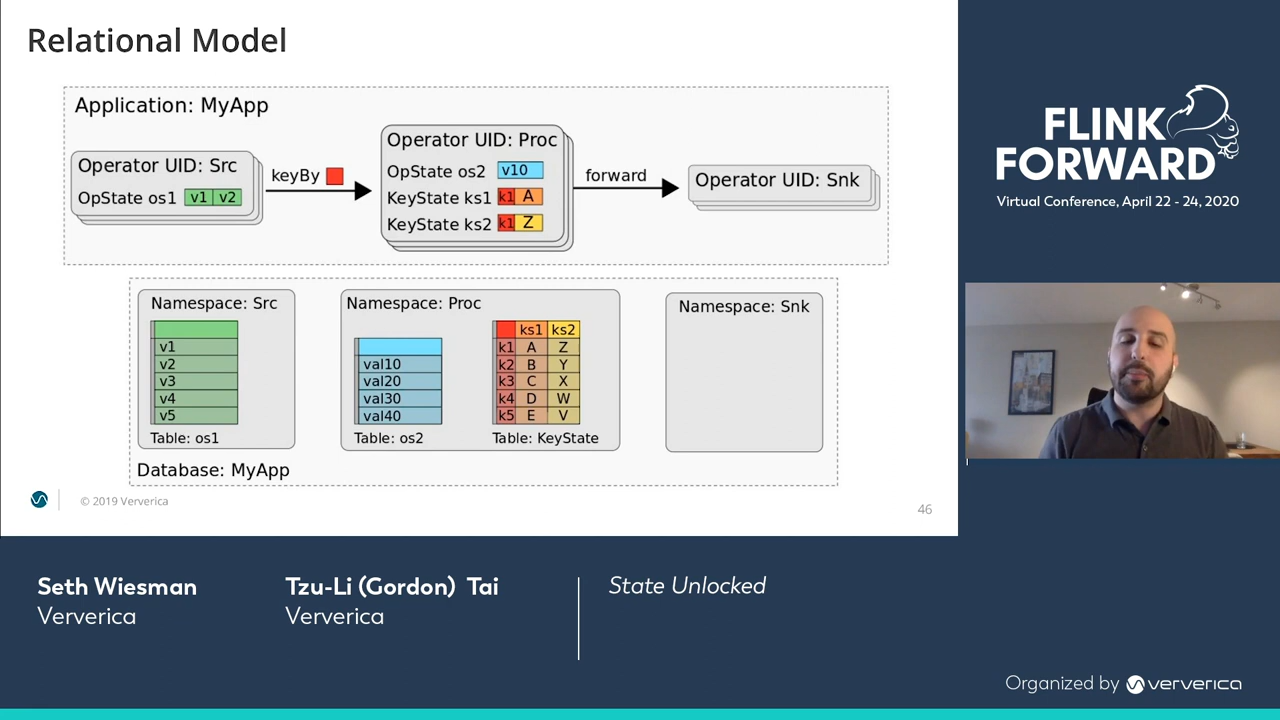 Relational Model
Application: MyApp
Operator UID: Src
OpState os1 v1 v2
keyBy
Operator UID: Proc
OpState os2 v10
KeyState ks1 k1 A
KeyState ks2 k1 Z
forward
Operator UID: Snk
Namespace: Src
v1
v2
v3
v4
v5
Table: os1
Namespace: Proc
val10
val20
val30
val40
Table: os2
ks1 ks2
k1 A Z
k2 B Y
k3 C X
k4 D W
k5 E V
Table: KeyState
Namespace: Snk
Database: MyApp
© 2019 Ververica
46
FLINK
FORWARD
Virtual Conference, April 22 - 24, 2020
Seth Wiesman
Ververica
Tzu-Li (Gordon) Tai
Ververica
State Unlocked
Organized by ververica